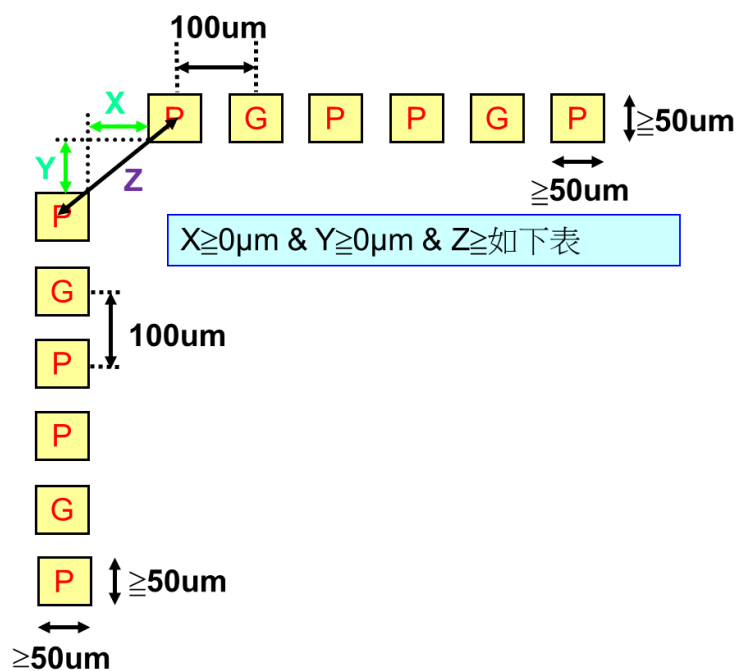 100um
X
P G P P G P
≧50um
Y
Z
≧50um
P
X≧0μm & Y≧0μm & Z≧如下表
G
100um
P
P
G
P
≧50um
≥50um